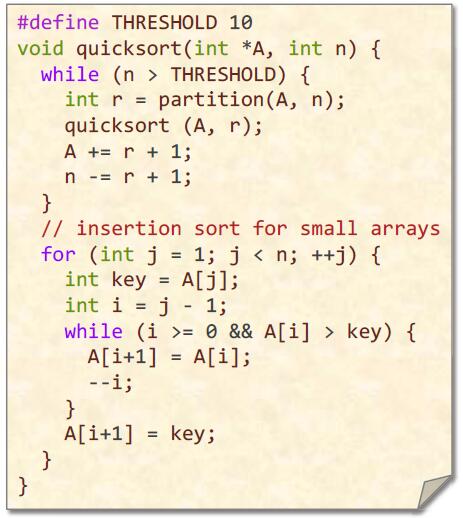 #define THRESHOLD 10
void quicksort(int *A, int n) {
  while (n > THRESHOLD) {
    int r = partition(A, n);
    quicksort (A, r);
    A += r + 1;
    n -= r + 1;
  }
  // insertion sort for small arrays
  for (int j = 1; j < n; ++j) {
    int key = A[j];
    int i = j - 1;
    while (i >= 0 && A[i] > key) {
      A[i+1] = A[i];
      --i;
    }
    A[i+1] = key;
  }
}